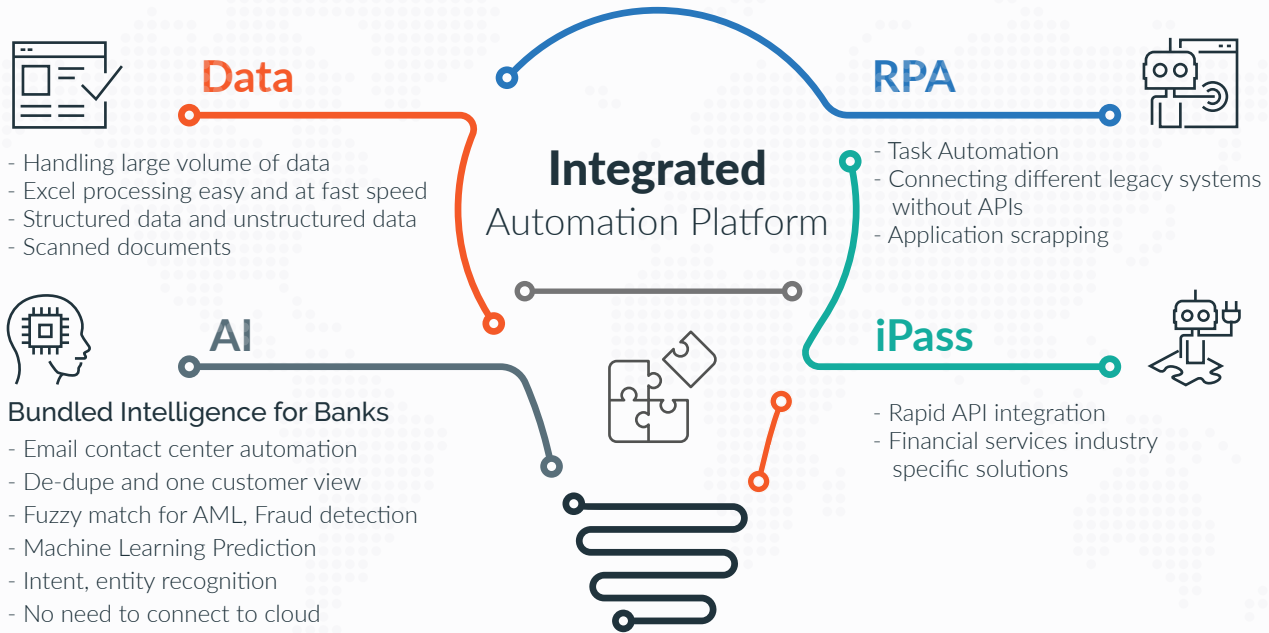 Data
- Handling large volume of data
- Excel processing easy and at fast speed
- Structured data and unstructured data
- Scanned documents
AI
Bundled Intelligence for Banks
- Email contact center automation
- De-dupe and one customer view
- Fuzzy match for AML, Fraud detection
- Machine Learning Prediction
- Intent, entity recognition
- No need to connect to cloud
Integrated
Automation Platform
RPA
- Task Automation
- Connecting different legacy systems
without APIs
- Application scrapping
iPass
- Rapid API integration
- Financial services industry
specific solutions